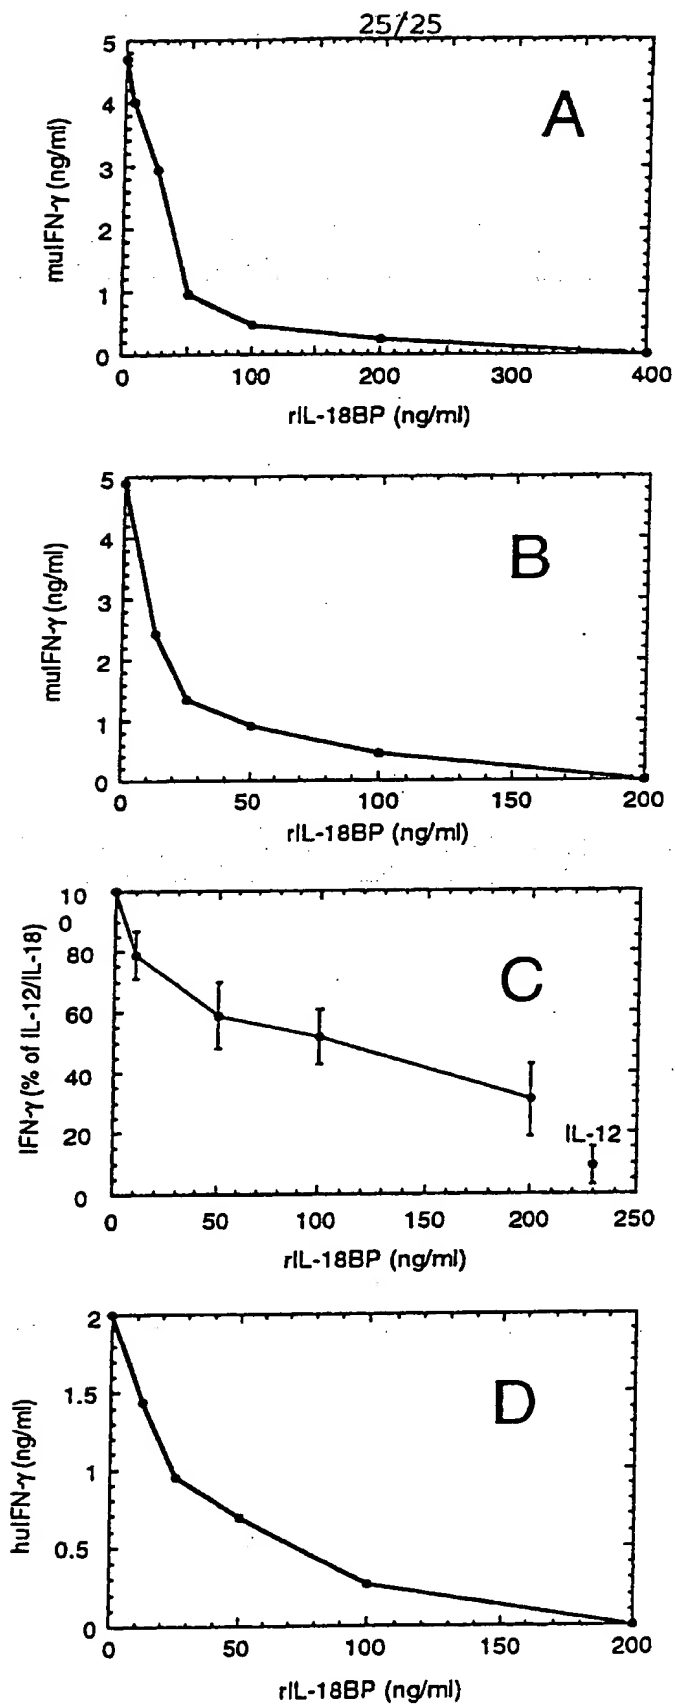 25/25
A
muIFN-γ (ng/ml)
5
4
3
2
1
0
0 100 200 300 400
rIL-18BP (ng/ml)
B
muIFN-γ (ng/ml)
5
4
3
2
1
0
0 50 100 150 200
rIL-18BP (ng/ml)
C
IFN-γ (% of IL-12/IL-18)
10
0
80
60
40
20
0
IL-12
0 50 100 150 200 250
rIL-18BP (ng/ml)
D
huIFN-γ (ng/ml)
2
1.5
1
0.5
0
0 50 100 150 200
rIL-18BP (ng/ml)